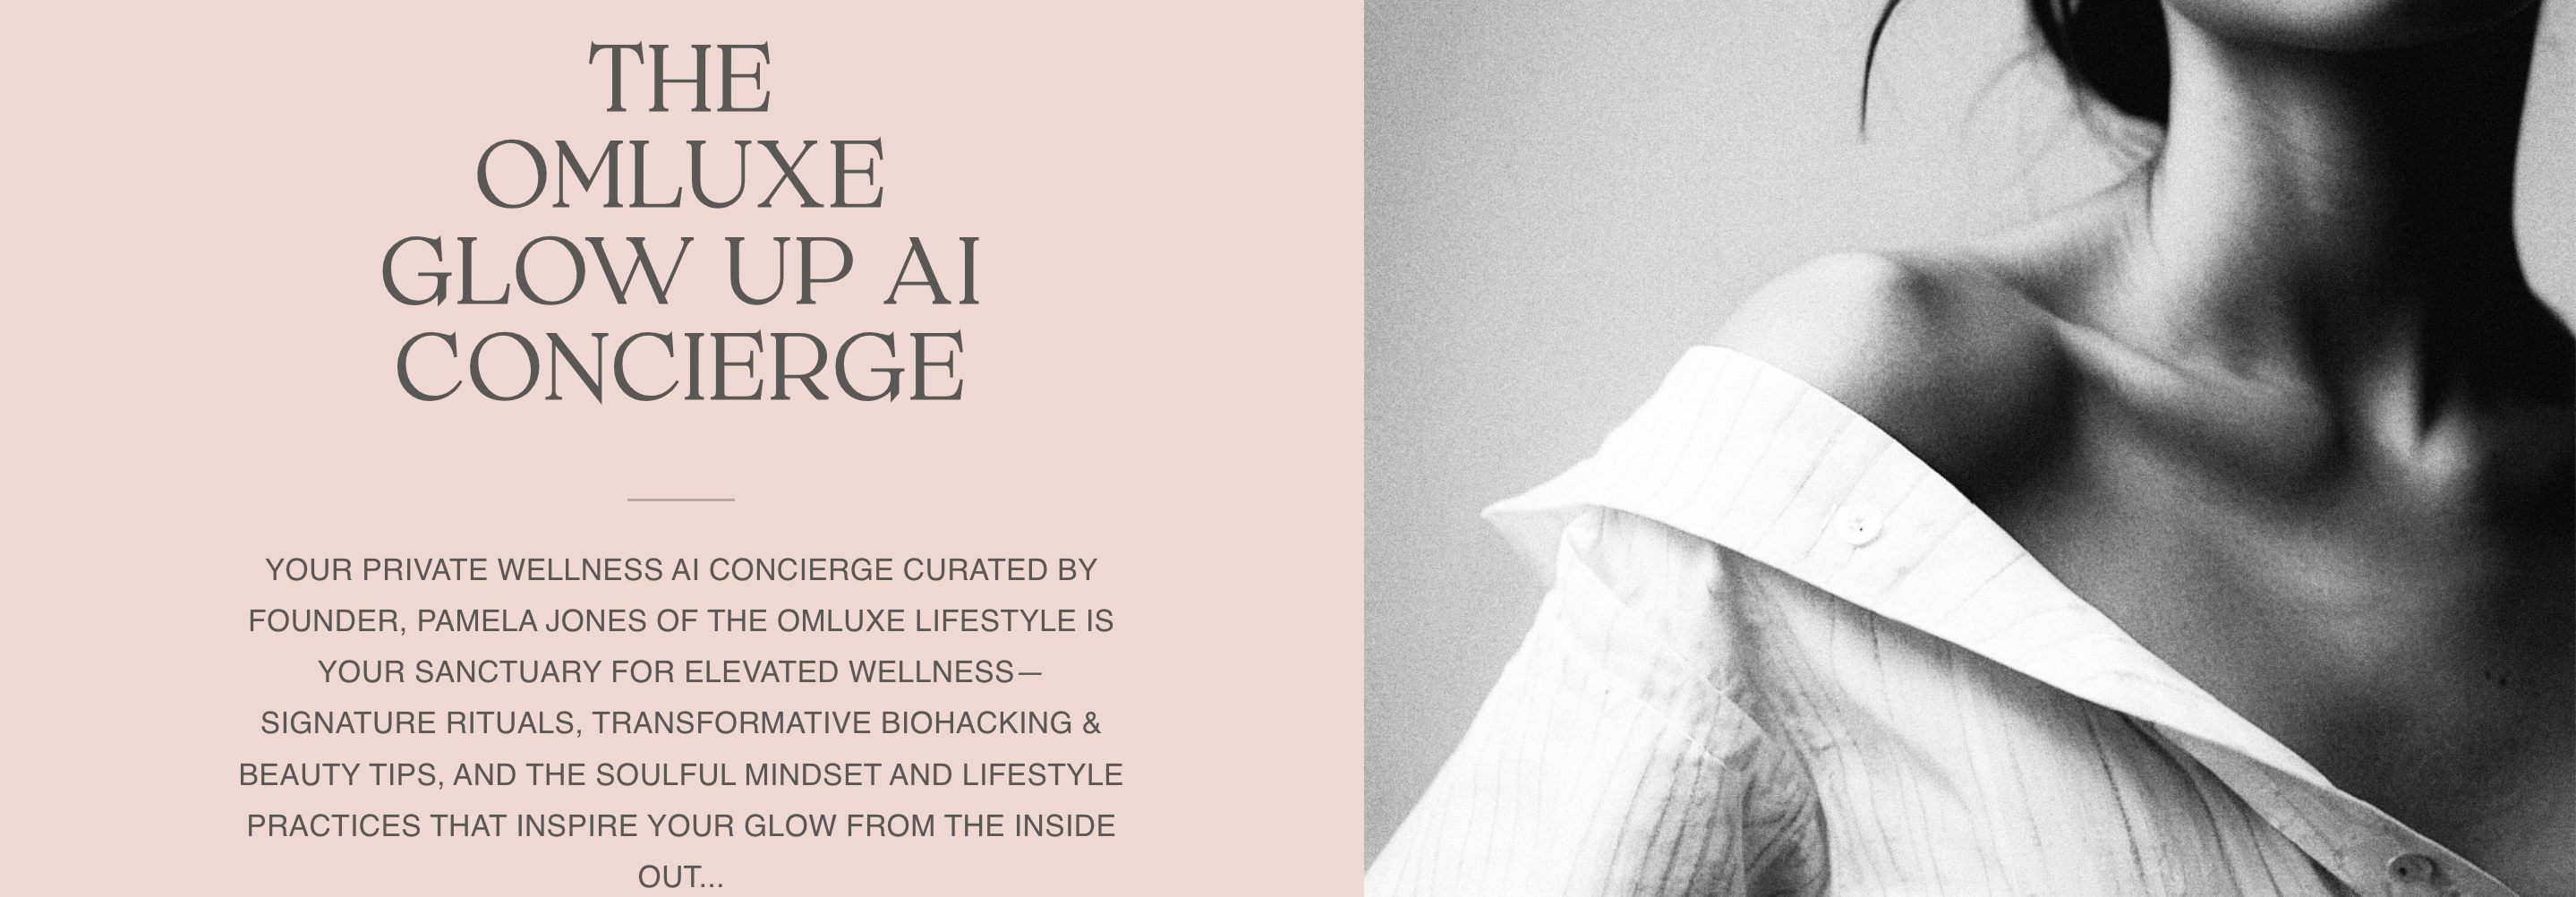 THE
OMLUXE
GLOW UP AI
CONCIERGE
YOUR PRIVATE WELLNESS AI CONCIERGE CURATED BY
FOUNDER, PAMELA JONES OF THE OMLUXE LIFESTYLE IS
YOUR SANCTUARY FOR ELEVATED WELLNESS—
SIGNATURE RITUALS, TRANSFORMATIVE BIOHACKING &
BEAUTY TIPS, AND THE SOULFUL MINDSET AND LIFESTYLE
PRACTICES THAT INSPIRE YOUR GLOW FROM THE INSIDE
OUT...